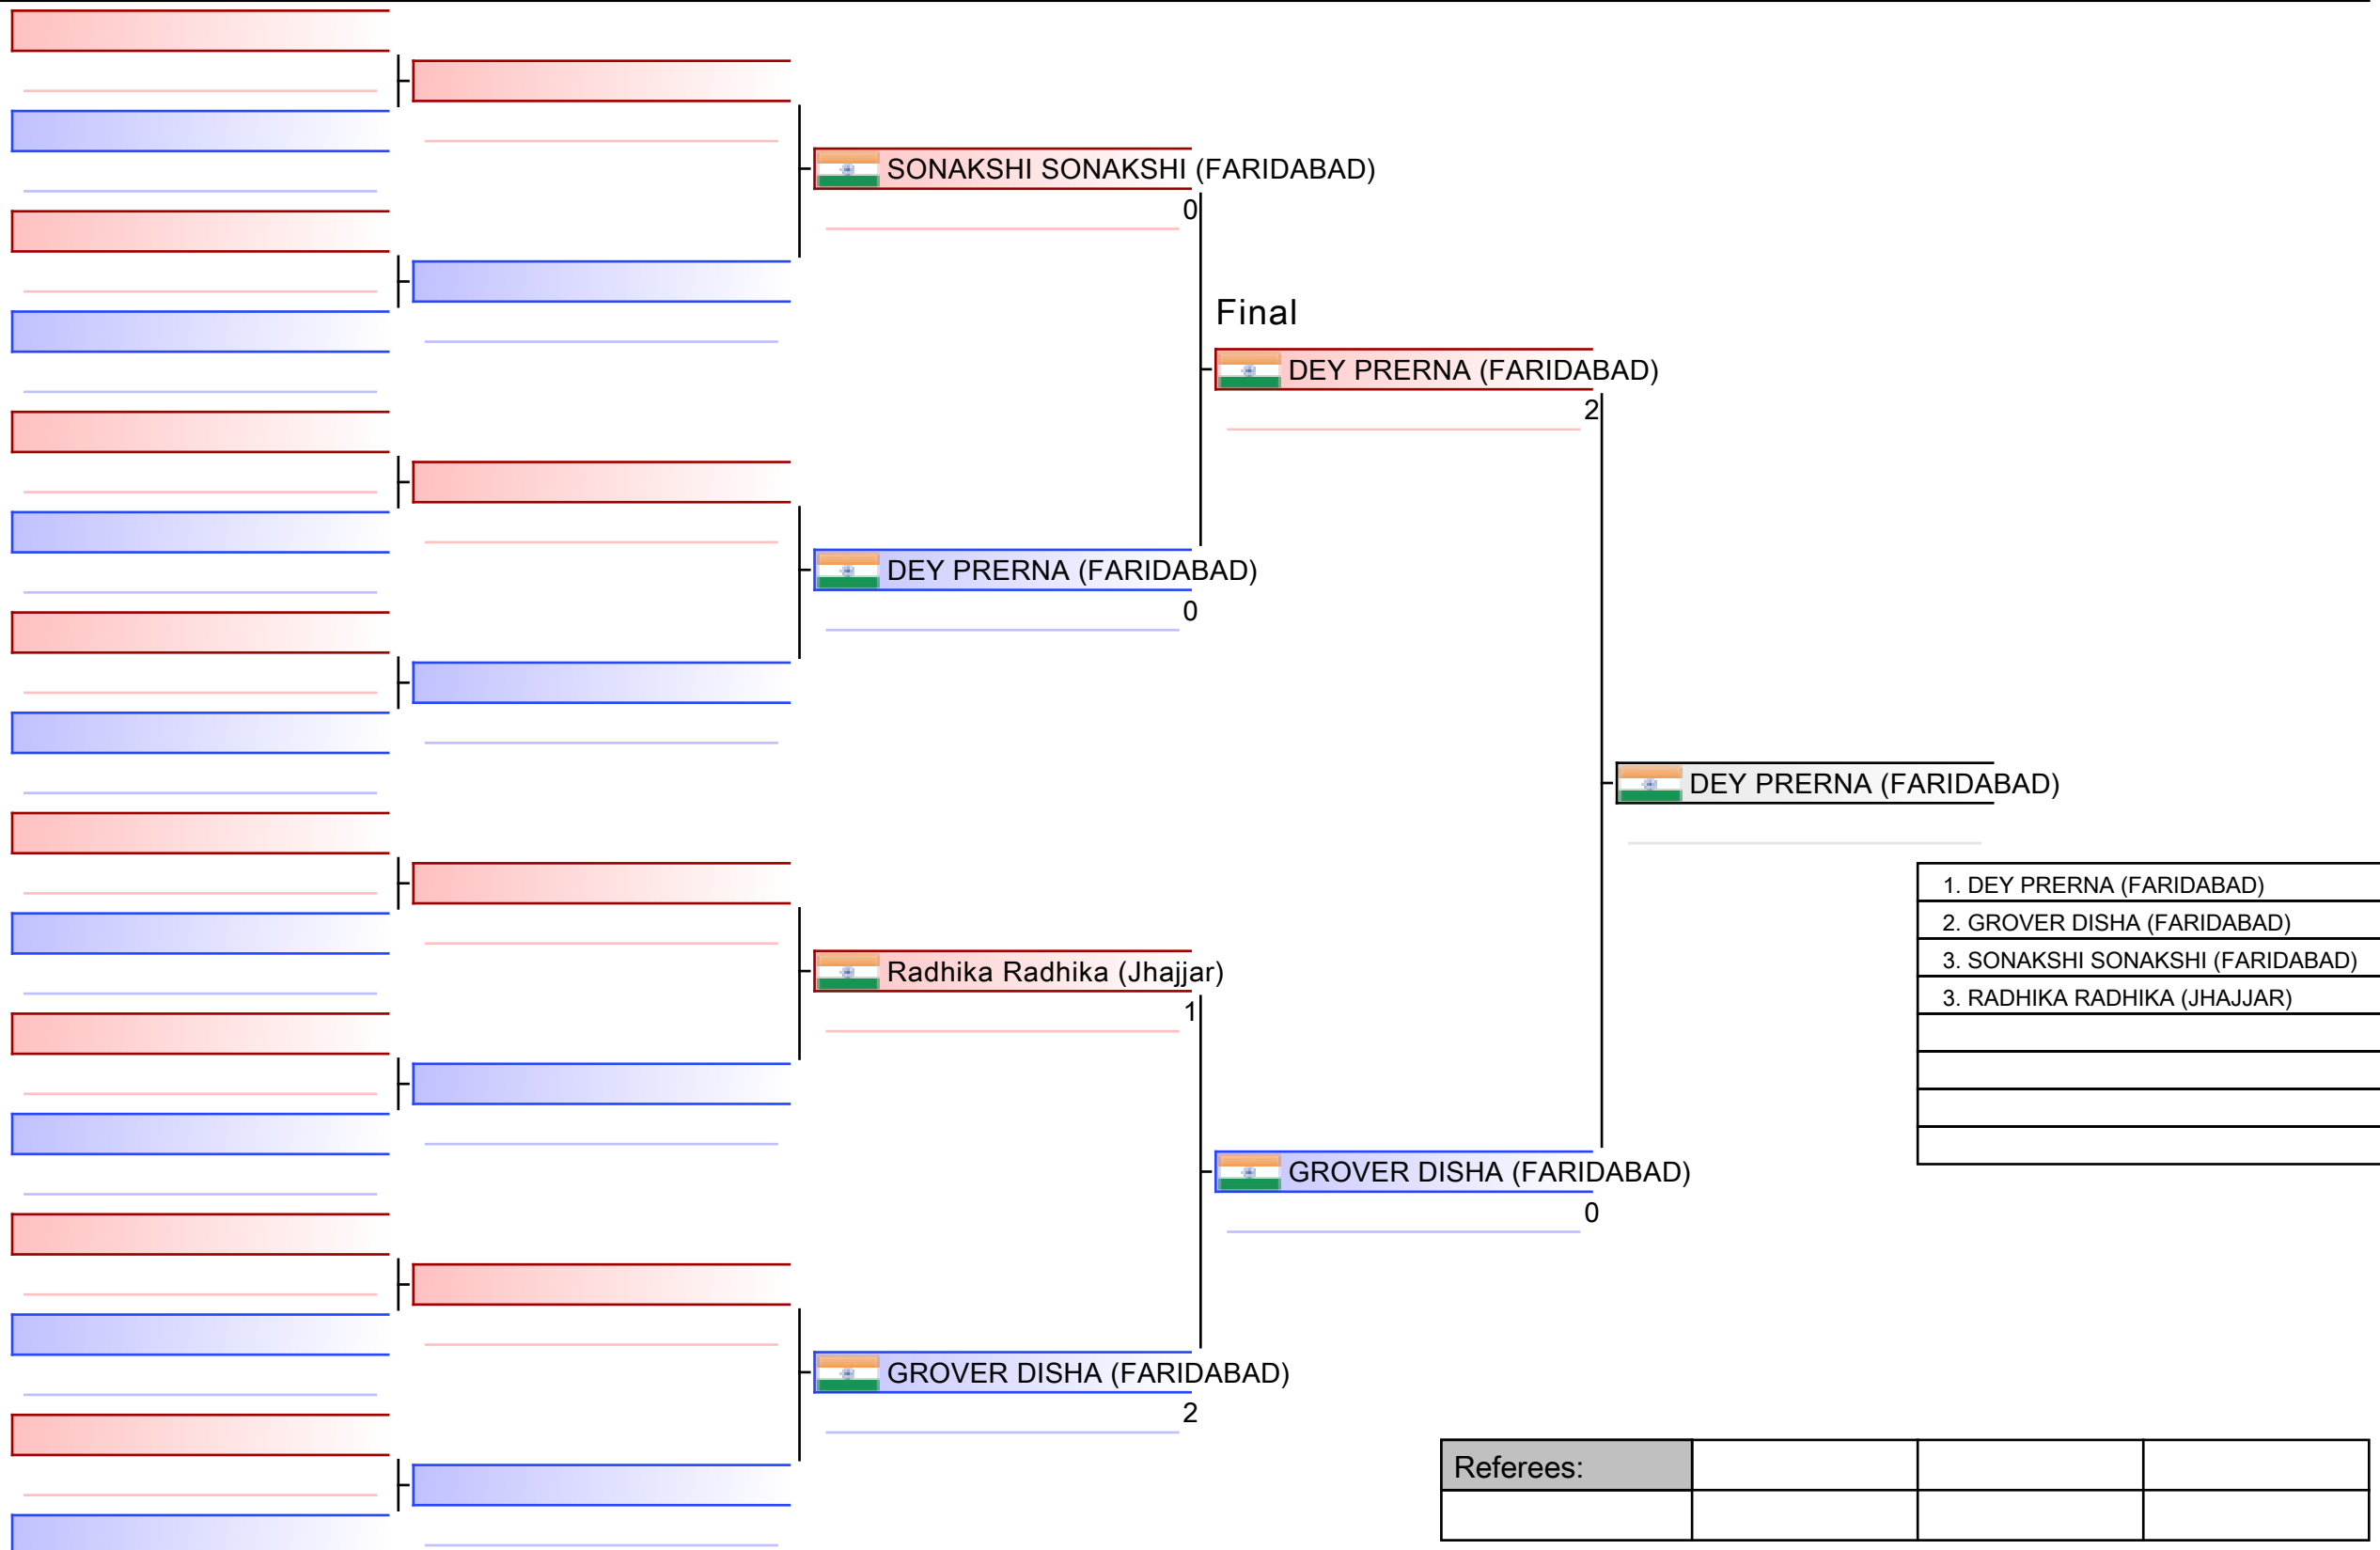 SONAKSHI SONAKSHI (FARIDABAD)
0
Final
DEY PRERNA (FARIDABAD)
2
DEY PRERNA (FARIDABAD)
0
DEY PRERNA (FARIDABAD)
1. DEY PRERNA (FARIDABAD)
2. GROVER DISHA (FARIDABAD)
3. SONAKSHI SONAKSHI (FARIDABAD)
3. RADHIKA RADHIKA (JHAJJAR)
Radhika Radhika (Jhajjar)
1
GROVER DISHA (FARIDABAD)
0
GROVER DISHA (FARIDABAD)
2
Referees: